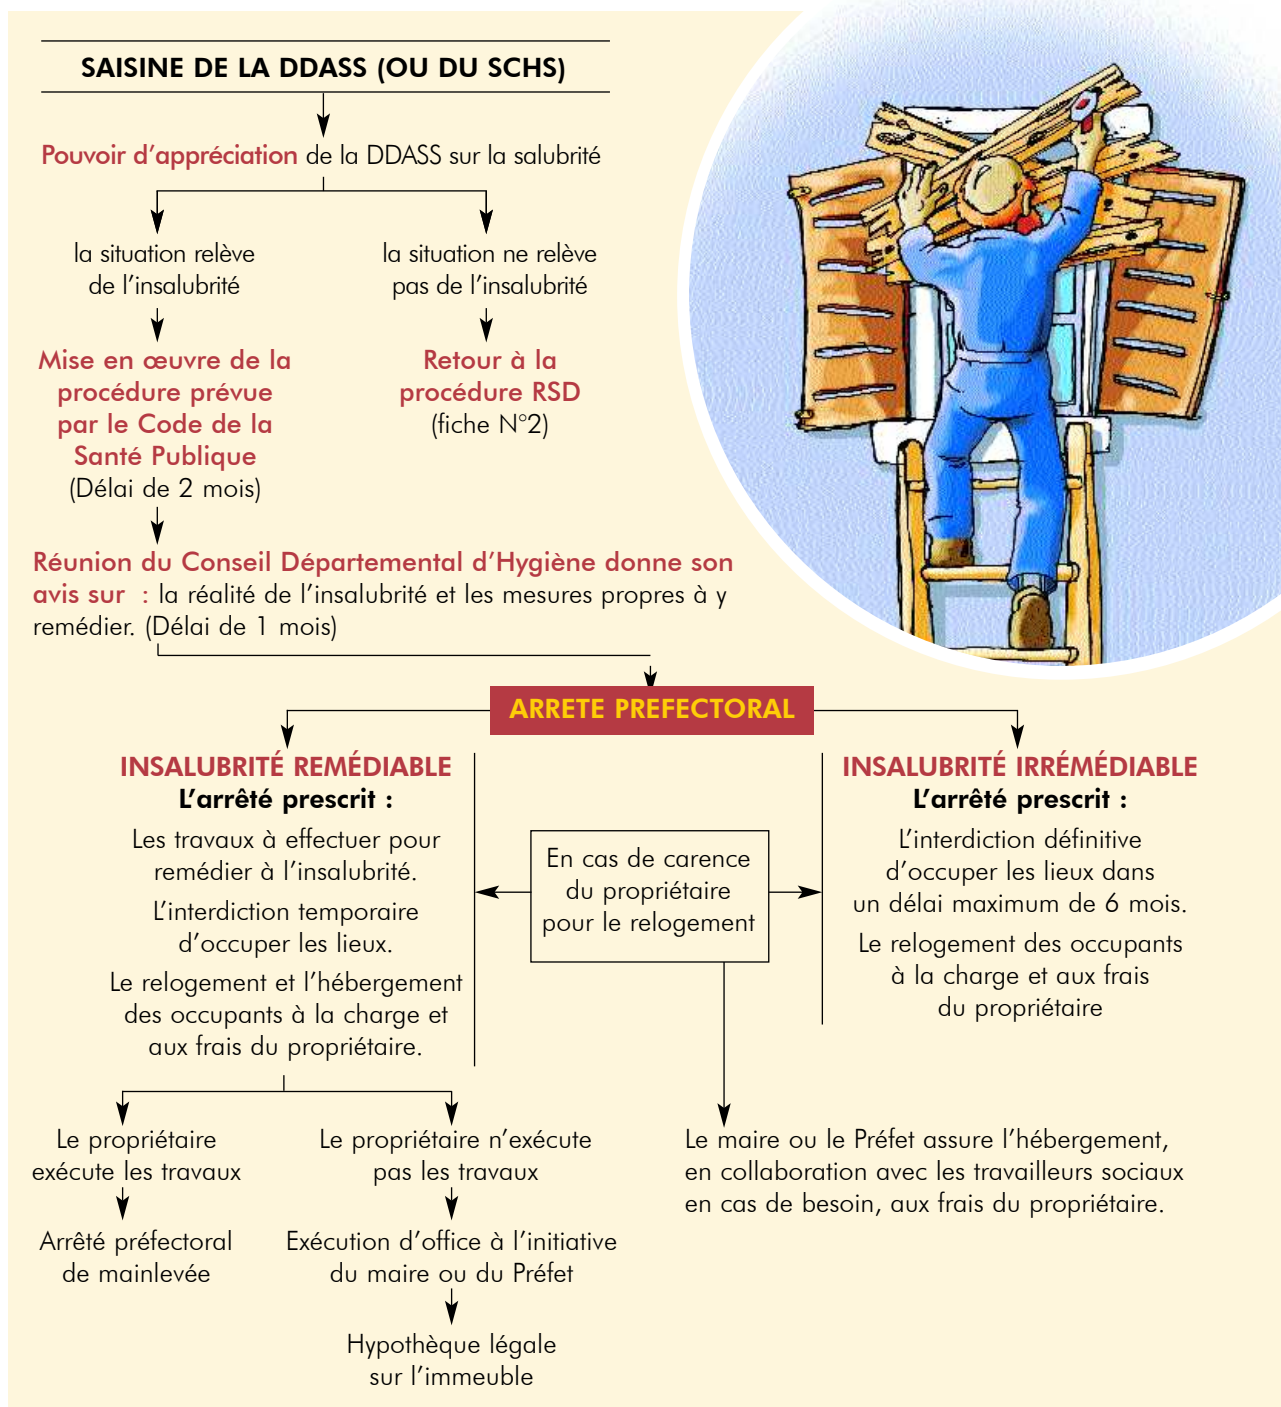 SAISINE DE LA DDASS (OU DU SCHS)
Pouvoir d'appréciation de la DDASS sur la salubrité
la situation relève
de l'insalubrité
la situation ne relève
pas de l'insalubrité
Mise en œuvre de la
procédure prévue
par le Code de la
Santé Publique
(Délai de 2 mois)
Retour à la
procédure RSD
(fiche N°2)
Réunion du Conseil Départemental d'Hygiène donne son
avis sur : la réalité de l'insalubrité et les mesures propres à y
remédier. (Délai de 1 mois)
ARRETE PREFECTORAL
INSALUBRITÉ REMÉDIABLE
L'arrêté prescrit :
Les travaux à effectuer pour
remédier à l'insalubrité.
L'interdiction temporaire
d'occuper les lieux.
Le relogement et l'hébergement
des occupants à la charge et
aux frais du propriétaire.
En cas de carence
du propriétaire
pour le relogement
INSALUBRITÉ IRRÉMÉDIABLE
L'arrêté prescrit :
L'interdiction définitive
d'occuper les lieux dans
un délai maximum de 6 mois.
Le relogement des occupants
à la charge et aux frais
du propriétaire
Le propriétaire
exécute les travaux
Le propriétaire n'exécute
pas les travaux
Le maire ou le Préfet assure l'hébergement,
en collaboration avec les travailleurs sociaux
en cas de besoin, aux frais du propriétaire.
Arrêté préfectoral
de mainlevée
Exécution d'office à l'initiative
du maire ou du Préfet
Hypothèque légale
sur l'immeuble